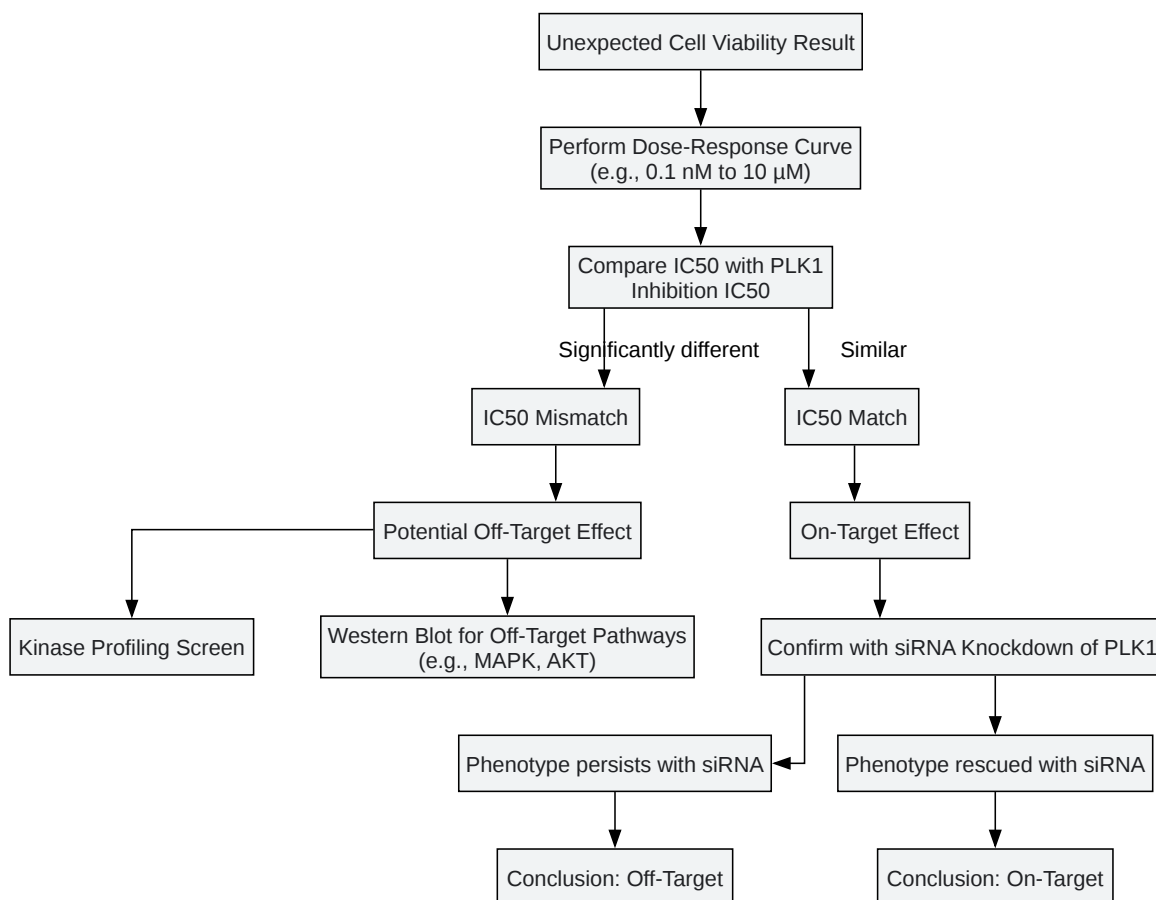 Unexpected Cell Viability Result
Perform Dose-Response Curve
(e.g., 0.1 nM to 10 µM)
Compare IC50 with PLK1
Inhibition IC50
Significantly different
Similar
IC50 Mismatch
IC50 Match
Potential Off-Target Effect
On-Target Effect
Kinase Profiling Screen
Western Blot for Off-Target Pathways
(e.g., MAPK, AKT)
Confirm with siRNA Knockdown of PLK1
Phenotype persists with siRNA
Phenotype rescued with siRNA
Conclusion: Off-Target
Conclusion: On-Target